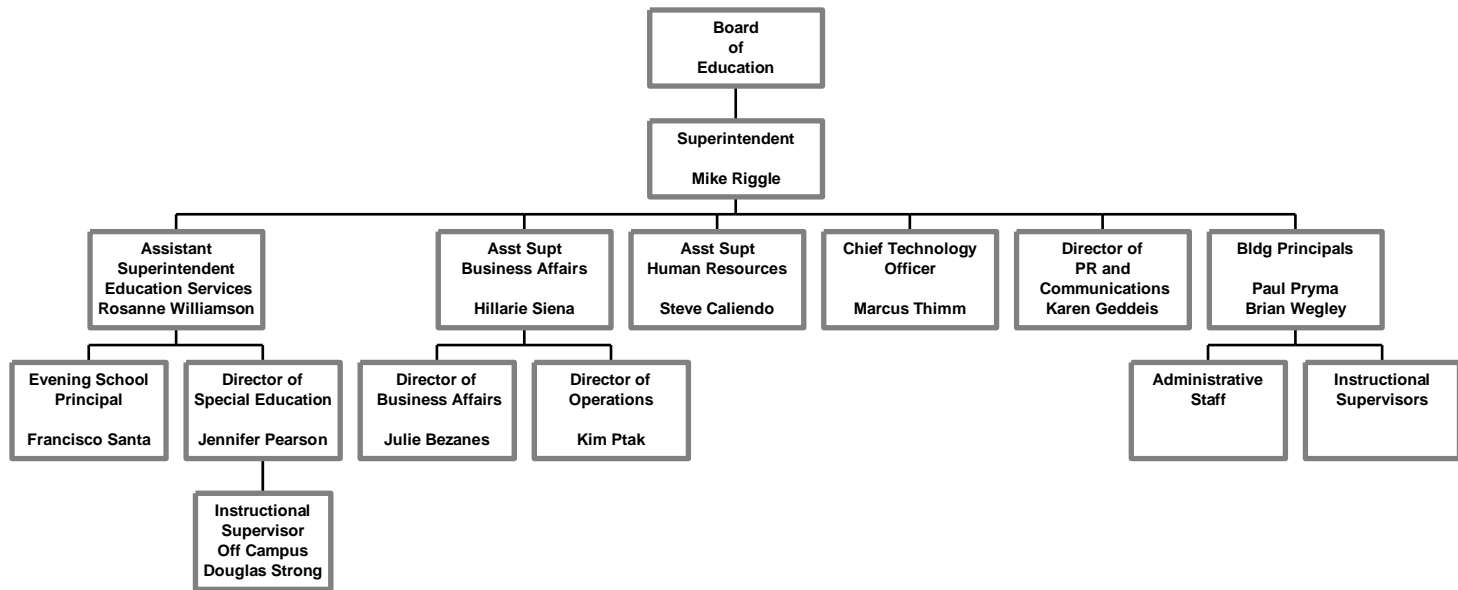 Board
of
Education
Superintendent
Mike Riggle
Assistant
Superintendent
Education Services
Rosanne Williamson
Asst Supt
Business Affairs
Hillarie Siena
Asst Supt
Human Resources
Steve Caliendo
Chief Technology
Officer
Marcus Thimm
Director of
PR and
Communications
Karen Geddeis
Bldg Principals
Paul Pryma
Brian Wegley
Evening School
Principal
Francisco Santa
Director of
Special Education
Jennifer Pearson
Director of
Business Affairs
Julie Bezanes
Director of
Operations
Kim Ptak
Administrative
Staff
Instructional
Supervisors
Instructional
Supervisor
Off Campus
Douglas Strong